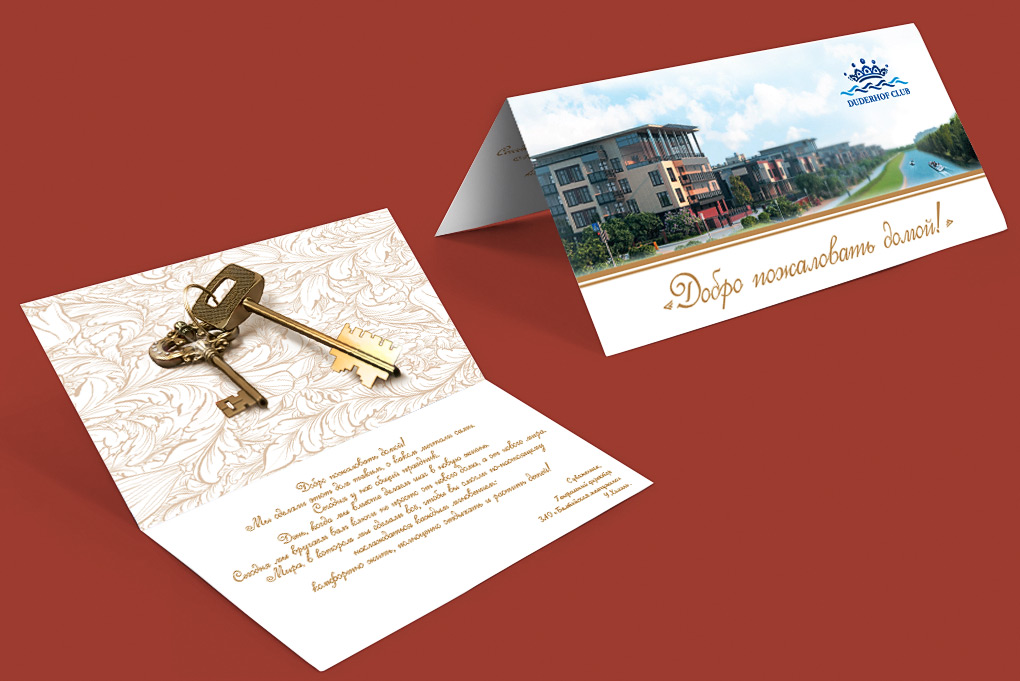 DUDERHOF CLUB
Добро пожаловать домой!
Добро пожаловать домой!
Мы сделали этот дом таким, о каком мечтали сами.
Сегодня у нас общий праздник.
День, когда мы вместе делаем шаг в новую жизнь.
Сегодня мы вручаем вам ключи не просто от нового дома, а от нового мира.
Мира, в котором мы сделали всё, чтобы вы смогли по-настоящему
наслаждаться каждым мгновением:
комфортно жить, отдыхать и растить детей!
С уважением,
Генеральный директор
ЗАО «Балтийская жемчужина»